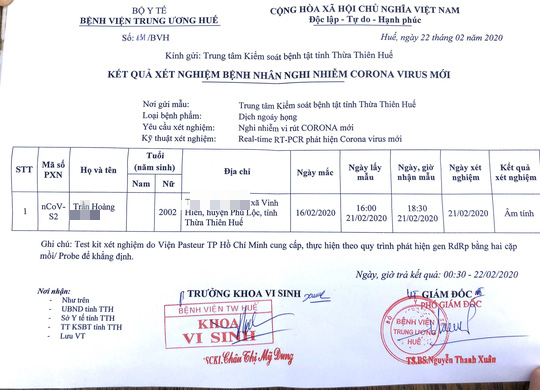 BỘ Y TẾ
BỆNH VIỆN TRUNG ƯƠNG HUẾ
Số: /BVH
CỘNG HÒA XÃ HỘI CHỦ NGHĨA VIỆT NAM
Độc lập - Tự do - Hạnh phúc
Huế, ngày 22 tháng 02 năm 2020
Kính gửi: Trung tâm Kiểm soát bệnh tật tỉnh Thừa Thiên Huế
KẾT QUẢ XÉT NGHIỆM BỆNH NHÂN NGHI NHIỄM CORONA VIRUS MỚI
Nơi gửi mẫu: Trung tâm Kiểm soát bệnh tật tỉnh Thừa Thiên Huế
Loại bệnh phẩm: Dịch ngoáy họng
Yêu cầu xét nghiệm: Nghi nhiễm vi rút CORONA mới
Kỹ thuật xét nghiệm: Real-time RT-PCR phát hiện Corona virus mới
STT Mã số PXN Họ và tên Tuổi (năm sinh) Nam Nữ Địa chỉ Ngày mắc Ngày lấy mẫu Ngày, giờ nhận mẫu Ngày xét nghiệm Kết quả xét nghiệm
1 nCoV-S2 Trần Hoàng 2002 xã Vinh Hiền, huyện Phú Lộc, tỉnh Thừa Thiên Huế 16/02/2020 16:00 21/02/2020 18:30 21/02/2020 21/02/2020 Âm tính
Ghi chú: Test kit xét nghiệm do Viện Pasteur TP Hồ Chí Minh cung cấp, thực hiện theo quy trình phát hiện gen RdRp bằng hai cặp
mồi/ Probe để khẳng định.
Ngày, giờ trả kết quả: 00:30 - 22/02/2020
Nơi nhận:
- Như trên
- UBND tỉnh TTH
- Sở Y tế tỉnh TTH
- TT KSBT tỉnh TTH
- Lưu VT
TRƯỞNG KHOA VI SINH
BỆNH VIỆN TW HUẾ
KHOA
VI SINH
BSCKI. Châu Thị Mỹ Dung
GIÁM ĐỐC
PHÓ GIÁM ĐỐC
BỆNH VIỆN
TRUNG ƯƠNG
HUẾ
TS.BS.Nguyễn Thanh Xuân